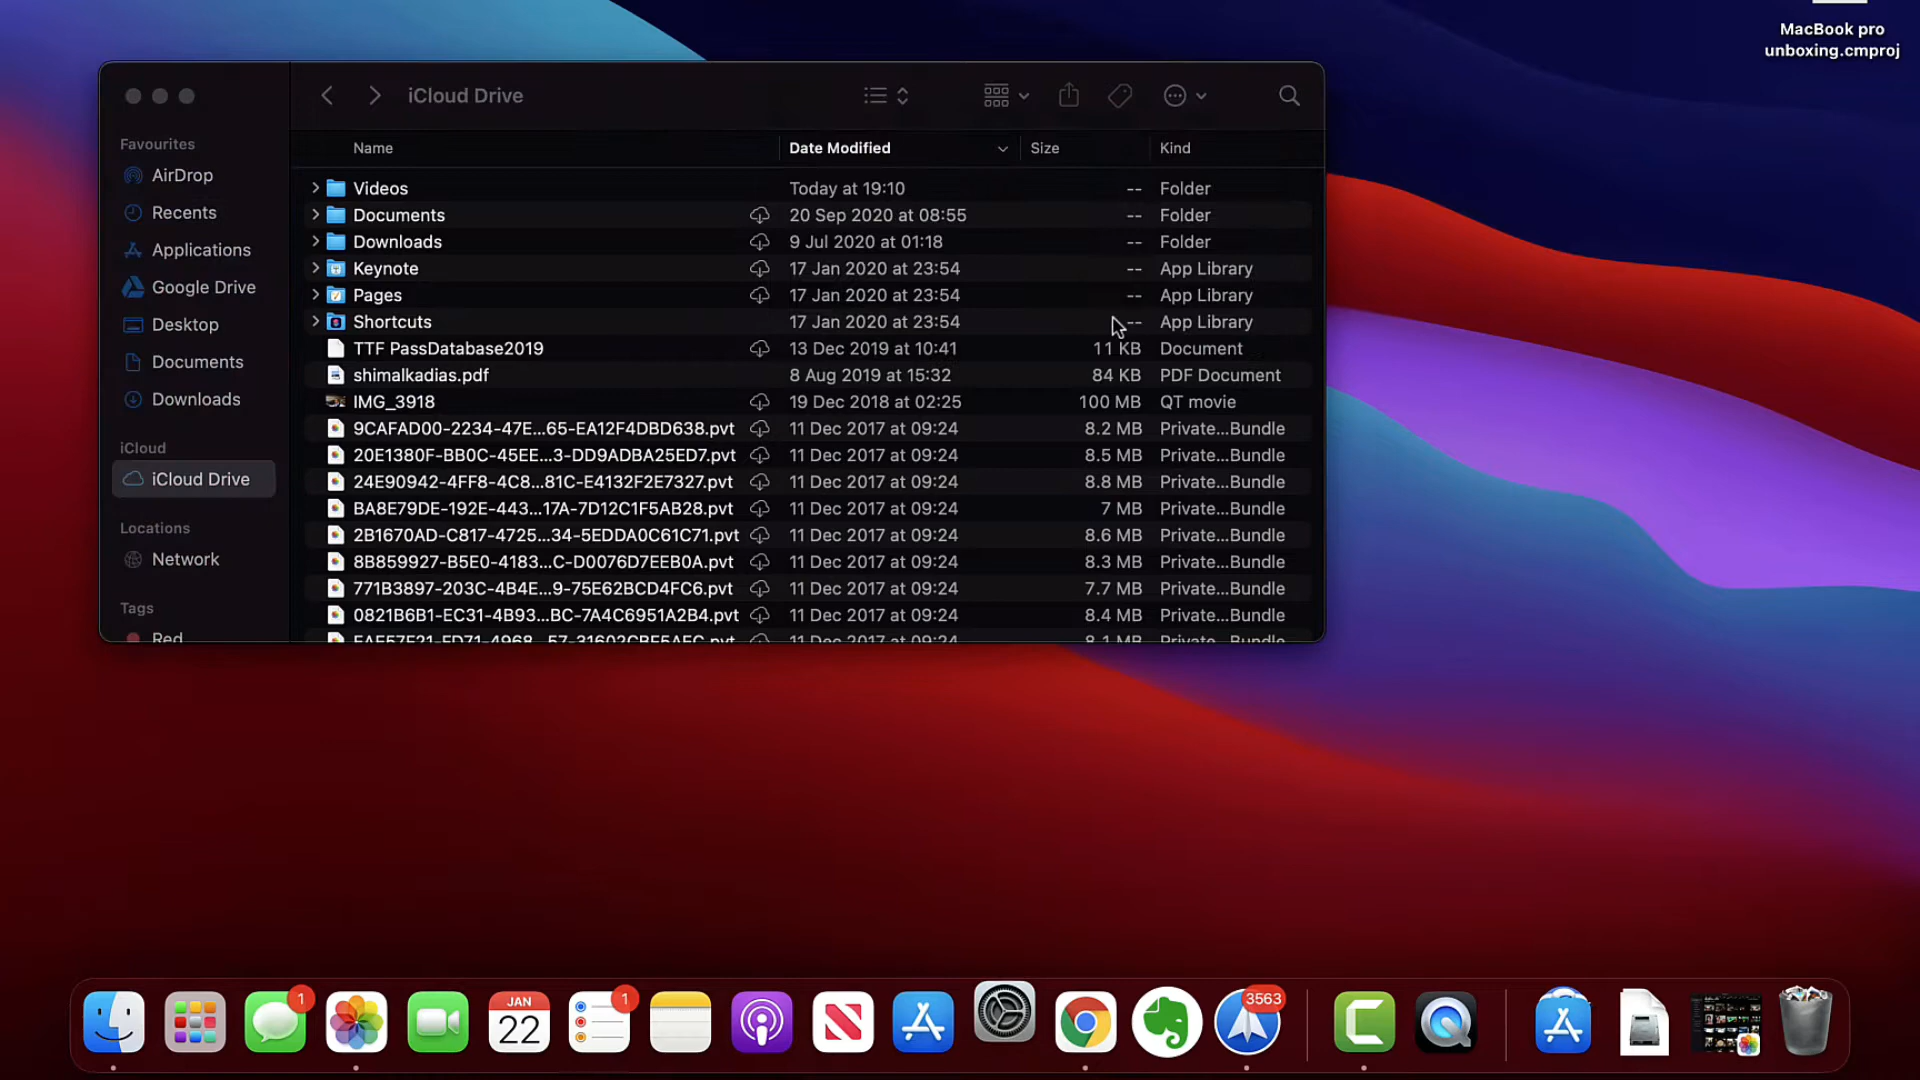 MacBook pro
unboxing.cmproj
iCloud Drive
Favourites
AirDrop
Recents
Applications
Google Drive
Desktop
Documents
Downloads
iCloud
iCloud Drive
Locations
Network
Tags
Red
Name Date Modified Size Kind
Videos Today at 19:10 -- Folder
Documents 20 Sep 2020 at 08:55 -- Folder
Downloads 9 Jul 2020 at 01:18 -- Folder
Keynote 17 Jan 2020 at 23:54 -- App Library
Pages 17 Jan 2020 at 23:54 -- App Library
Shortcuts 17 Jan 2020 at 23:54 -- App Library
TTF PassDatabase2019 13 Dec 2019 at 10:41 11 KB Document
shimalkadias.pdf 8 Aug 2019 at 15:32 84 KB PDF Document
IMG_3918 19 Dec 2018 at 02:25 100 MB QT movie
9CAFAD00-2234-47E...65-EA12F4DBD638.pvt 11 Dec 2017 at 09:24 8.2 MB Private...Bundle
20E1380F-BB0C-45EE...3-DD9ADBA25ED7.pvt 11 Dec 2017 at 09:24 8.5 MB Private...Bundle
24E90942-4FF8-4C8...81C-E4132F2E7327.pvt 11 Dec 2017 at 09:24 8.8 MB Private...Bundle
BA8E79DE-192E-443...17A-7D12C1F5AB28.pvt 11 Dec 2017 at 09:24 7 MB Private...Bundle
2B1670AD-C817-4725...34-5EDDA0C61C71.pvt 11 Dec 2017 at 09:24 8.6 MB Private...Bundle
8B859927-B5E0-4183...C-D0076D7EEB0A.pvt 11 Dec 2017 at 09:24 8.3 MB Private...Bundle
771B3897-203C-4B4E...9-75E62BCD4FC6.pvt 11 Dec 2017 at 09:24 7.7 MB Private...Bundle
0821B6B1-EC31-4B93...BC-7A4C6951A2B4.pvt 11 Dec 2017 at 09:24 8.4 MB Private...Bundle
11 Dec 2017 at 09:24 8.1 MB Private...Bundle
1
JAN
22
1
3563